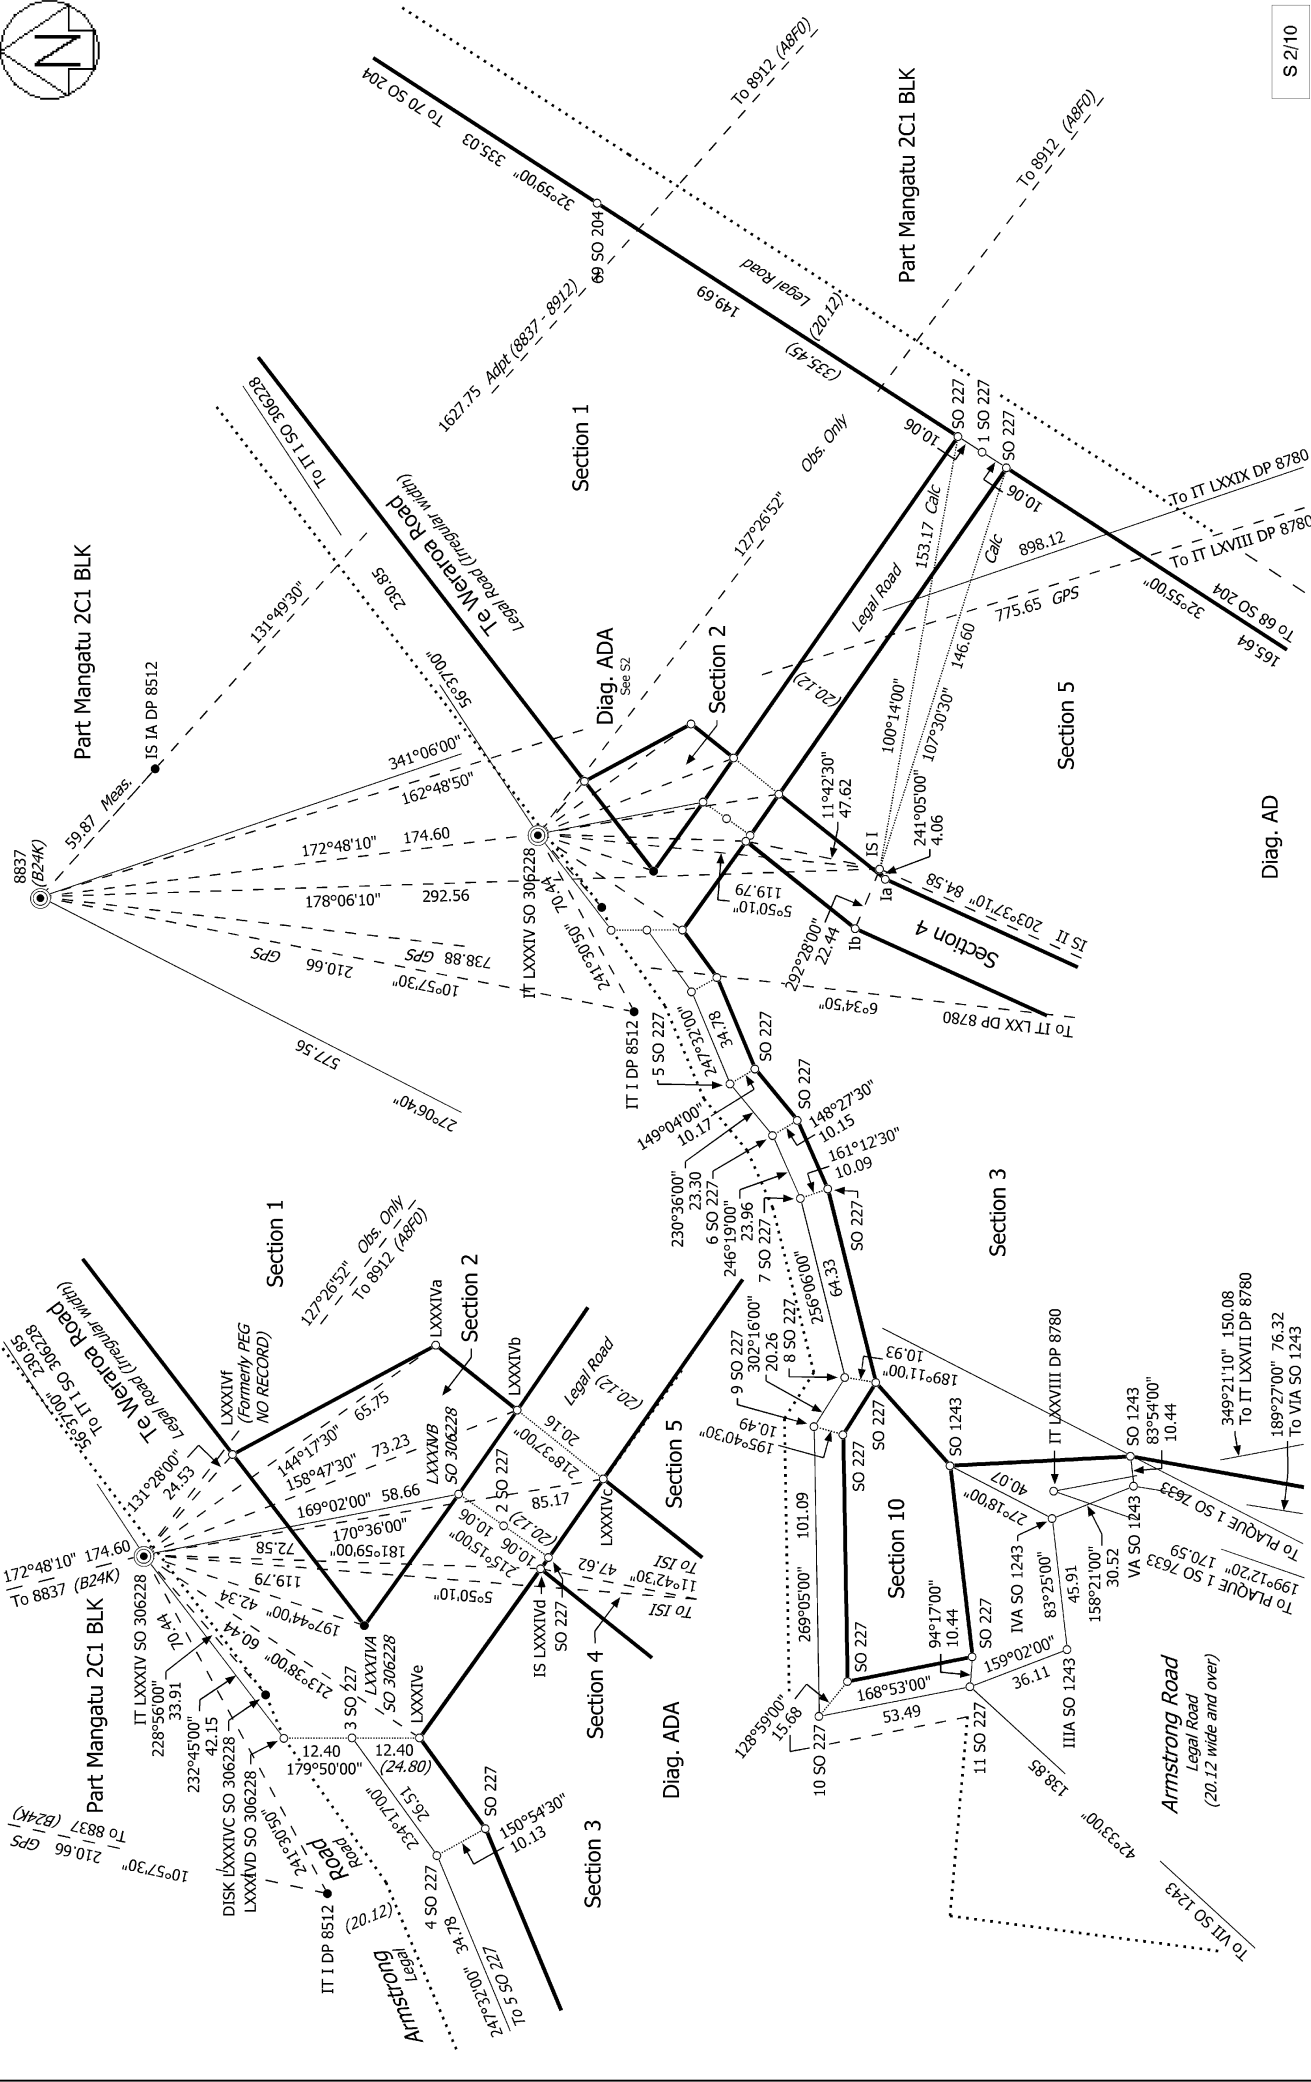 N
S 2/10
Part Mangatu 2C1 BLK
8837
(B24K)
59.87 Meas.
IS IA DP 8512
131°49'30"
341°06'00"
162°48'50"
172°48'10" 174.60
178°06'10" 292.56
738.88 GPS
210.66 GPS
10°57'30"
577.56
27°06'40"
56°37'00"
230.85
To IT I SO 306228
Te Weraroa Road
Legal Road (Irregular width)
IT LXXXIV SO 306228
70.44
241°30'50"
IT I DP 8512
Diag. ADA
See S2
Section 2
127°26'52" Obs. Only
Section 1
1627.75 Adpt (8837 - 8912)
To 8912 (A8F0)
To 8912 (A8F0)
To 70 SO 204
335.03
32°59'00"
69 SO 204
149.69
Legal Road
(20.12)
(335.45)
Part Mangatu 2C1 BLK
SO 227
10.06
1 SO 227
SO 227
10.06
153.17 Calc
100°14'00"
146.60 Calc
107°30'30"
Legal Road
(20.12)
898.12
To IT LXXIX DP 8780
775.65 GPS
To IT LXVIII DP 8780
32°55'00"
165.64
To 68 SO 204
Section 5
11°42'30"
47.62
241°05'00"
4.06
IS I
Ia
Ib
5°50'10"
119.79
292°28'00"
22.44
203°37'10" 84.58
IS II
Section 4
6°34'50"
To IT LXX DP 8780
Diag. AD
5 SO 227
247°32'00"
34.78
SO 227
149°04'00"
10.17
SO 227
148°27'30"
10.15
230°36'00"
23.30
6 SO 227
246°19'00"
23.96
7 SO 227
161°12'30"
10.09
SO 227
256°06'00"
64.33
8 SO 227
302°16'00"
20.26
9 SO 227
10.49
195°40'30"
189°11'00"
10.93
SO 227
SO 227
Section 3
101.09
269°05'00"
Section 10
SO 227
128°59'00"
15.68
10 SO 227
168°53'00"
53.49
94°17'00"
10.44
SO 227
11 SO 227
159°02'00"
36.11
IIIA SO 1243
83°25'00"
45.91
IVA SO 1243
27°18'00"
40.07
SO 1243
IT LXXVIII DP 8780
SO 1243
83°54'00"
10.44
158°21'00"
30.52
VA SO 1243
349°21'10" 150.08
To IT LXXVII DP 8780
189°27'00" 76.32
To VIA SO 1243
To PLAQUE 1 SO 7633
199°12'20" 170.59
To PLAQUE 1 SO 7633
138.85
42°33'00"
To VII SO 1243
Armstrong Road
Legal Road
(20.12 wide and over)
56°37'00" 230.85
To IT I SO 306228
Te Weraroa Road
Legal Road (Irregular width)
Section 1
127°26'52" Obs. Only
To 8912 (A8F0)
LXXXIVf
(Formerly PEG
NO RECORD)
131°28'00"
24.53
LXXXIVa
Section 2
144°17'30" 65.75
158°47'30" 73.23
LXXXIVb
Legal Road
(20.12)
169°02'00" 58.66
LXXXIVB
SO 306228
20.16
218°37'00"
170°36'00" 85.17
LXXXIVc
2 SO 227
10.06
10.06
215°15'00"
(20.12)
181°59'00"
72.58
119.79
5°50'10"
To ISI
11°42'30" 47.62
To ISI
Section 5
172°48'10" 174.60
To 8837 (B24K)
IT LXXXIV SO 306228
Part Mangatu 2C1 BLK
70.44
42.34
197°44'00"
60.44
213°38'00"
LXXXIVA
SO 306228
IS LXXXIVd
SO 227
Section 4
228°56'00"
33.91
232°45'00"
42.15
DISK LXXXIVC SO 306228
LXXXIVD SO 306228
3 SO 227
12.40
12.40
179°50'00"
(24.80)
LXXXIVe
SO 227
150°54'30"
10.13
234°17'00"
26.51
4 SO 227
247°32'00" 34.78
To 5 SO 227
Section 3
Diag. ADA
To 8837 (B24K)
210.66 GPS
10°57'30"
241°30'50"
IT I DP 8512
Armstrong Road
Legal Road
(20.12)